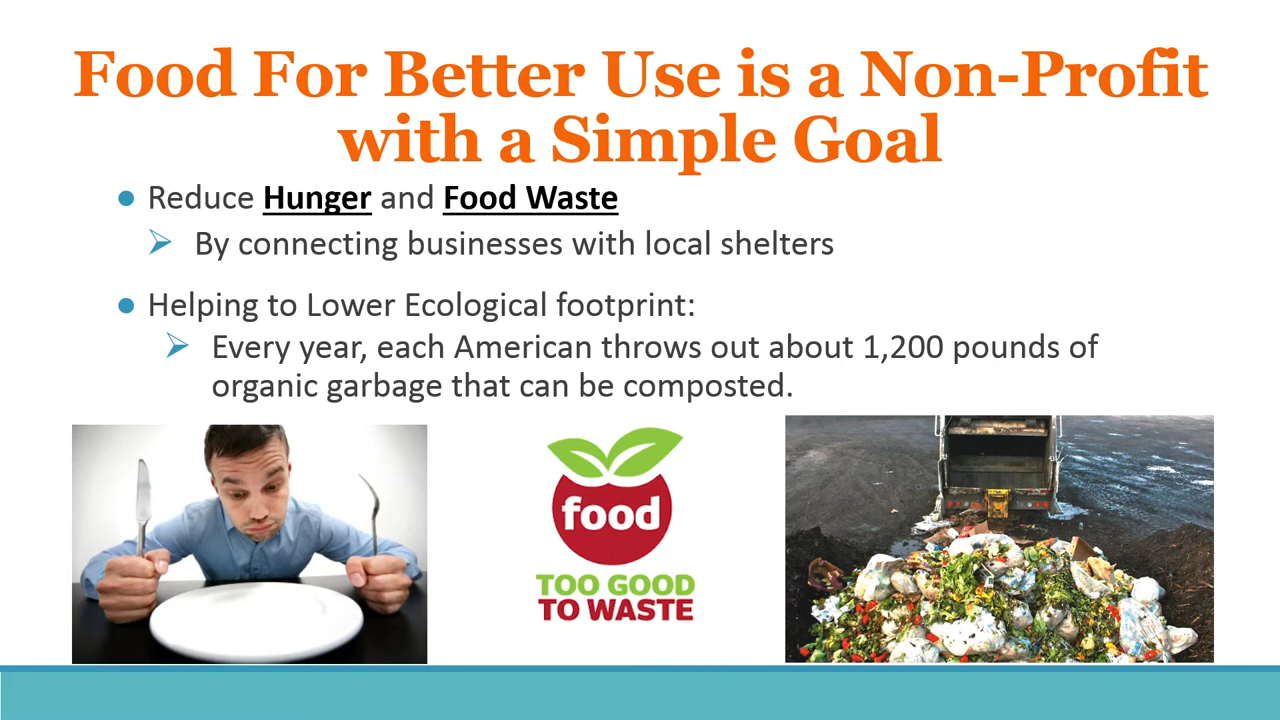 Food For Better Use is a Non-Profit
with a Simple Goal
● Reduce Hunger and Food Waste
➢ By connecting businesses with local shelters
● Helping to Lower Ecological footprint:
➢ Every year, each American throws out about 1,200 pounds of
organic garbage that can be composted.
food
TOO GOOD
TO WASTE